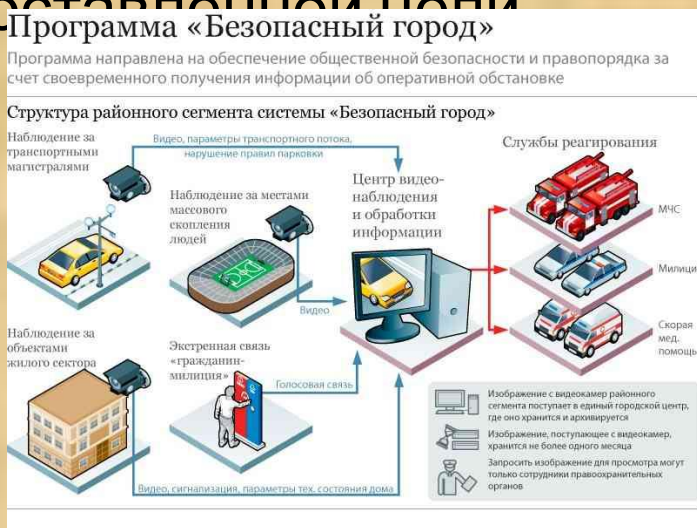 Программа «Безопасный город»
Программа направлена на обеспечение общественной безопасности и правопорядка за
счет своевременного получения информации об оперативной обстановке
Структура районного сегмента системы «Безопасный город»
Наблюдение за
транспортными
магистралями
Видео, параметры транспортного потока,
нарушение правил парковки
Наблюдение за местами
массового
скопления
людей
Видео
Центр видео-
наблюдения
и обработки
информации
Службы реагирования
МЧС
Милици
Скорая
мед.
помощь
Наблюдение за
объектами
жилого сектора
Экстренная связь
«гражданин-
милиция»
Голосовая связь
Видео, сигнализация, параметры тех. состояния дома
Изображение с видеокамер районного
сегмента поступает в единый городской центр,
где оно хранится и архивируется
Изображение, поступающее с видеокамер,
хранится не более одного месяца
Запросить изображение для просмотра могут
только сотрудники правоохранительных
органов